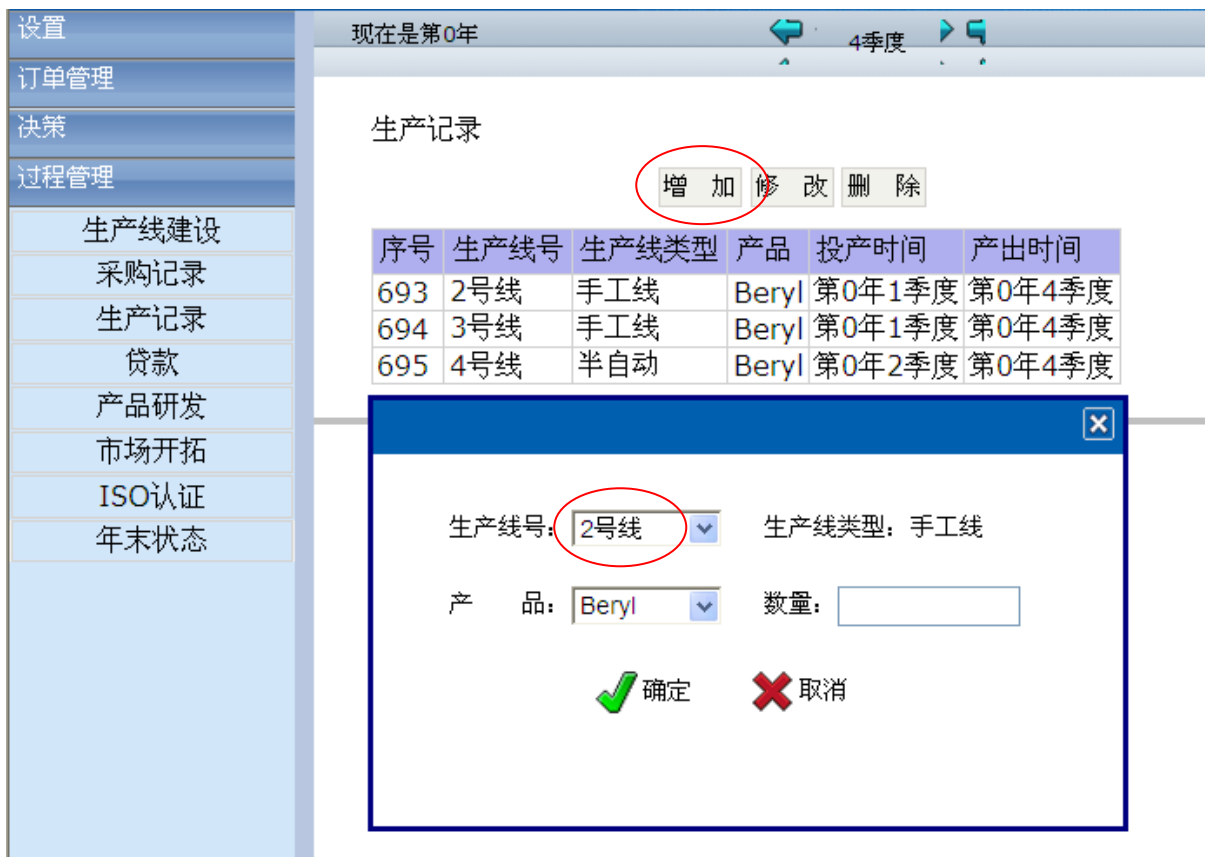 设置
订单管理
决策
过程管理
生产线建设
采购记录
生产记录
贷款
产品研发
市场开拓
ISO认证
年末状态
现在是第0年 4季度
生产记录
增 加 修 改 删 除
序号 生产线号 生产线类型 产品 投产时间 产出时间
693 2号线 手工线 Beryl 第0年1季度 第0年4季度
694 3号线 手工线 Beryl 第0年1季度 第0年4季度
695 4号线 半自动 Beryl 第0年2季度 第0年4季度
生产线号: 2号线 生产线类型: 手工线
产 品: Beryl 数量:
确定 取消